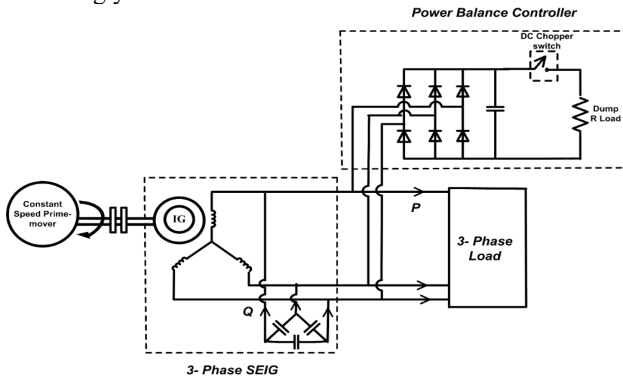 Power Balance Controller
DC Chopper
switch
Dump
R Load
Constant
Speed Prime-
mover
IG
P
3- Phase
Load
Q
3- Phase SEIG